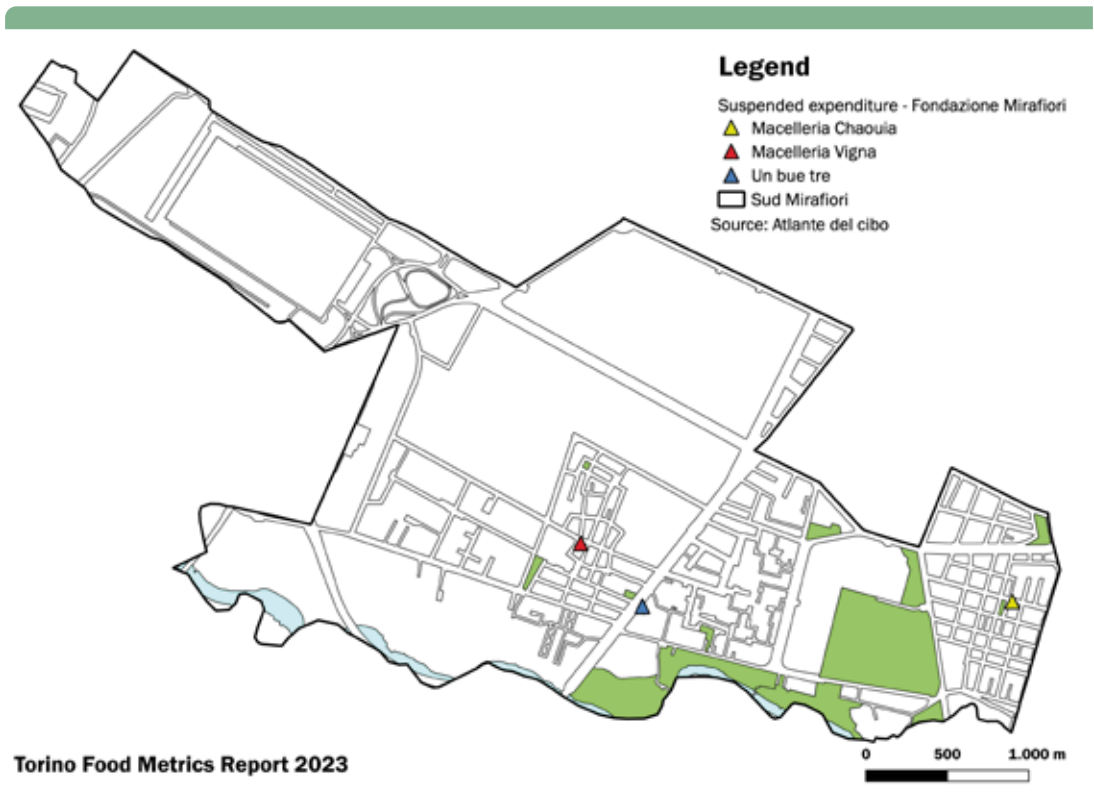 Legend
Suspended expenditure - Fondazione Mirafiori
Macelleria Chaouia
Macelleria Vigna
Un bue tre
Sud Mirafiori
Source: Atlante del cibo
Torino Food Metrics Report 2023
0 500 1.000 m